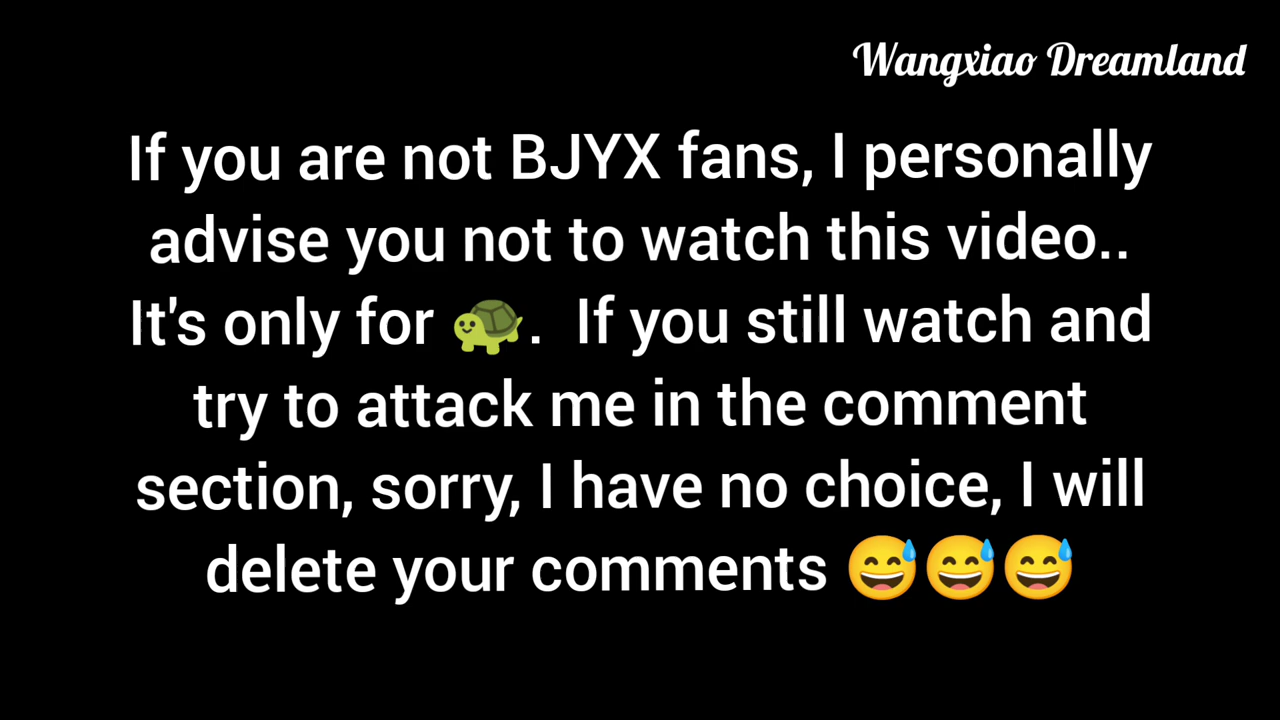 Wangxiao Dreamland
If you are not BJYX fans, I personally
advise you not to watch this video..
It's only for 🐢. If you still watch and
try to attack me in the comment
section, sorry, I have no choice, I will
delete your comments 😅😅😅